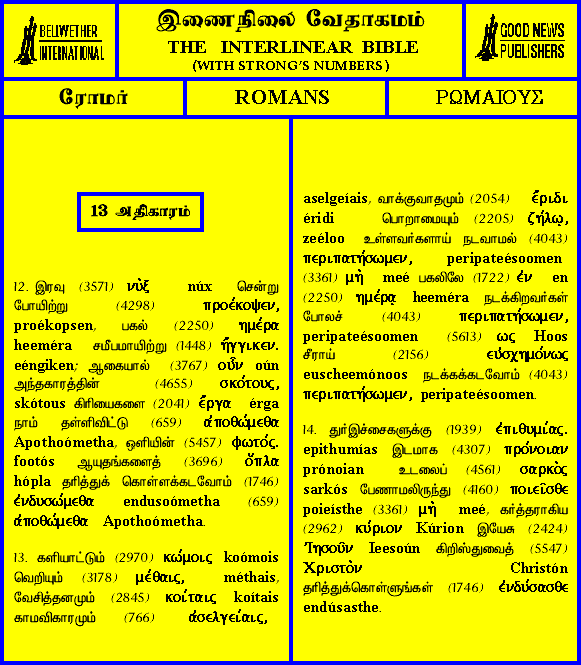 BELLWETHER
INTERNATIONAL
இணைநிலை வேதாகமம்
THE INTERLINEAR BIBLE
(WITH STRONG'S NUMBERS)
GOOD NEWS
PUBLISHERS
ரோமர்
ROMANS
ΡΩΜΑΙΟΥΣ
13 அதிகாரம்
12. இரவு (3571) νὺξ núx சென்று
போயிற்று (4298) προέκοψεν,
proékopsen, பகல் (2250) ημέρα
heeméra சமீபமாயிற்று (1448) ἤγγικεν.
eéngiken; ஆகையால் (3767) οὖν oún
அந்தகாரத்தின் (4655) σκότους,
skótous கிரியைகளை (2041) ἔργα érga
நாம் தள்ளிவிட்டு (659) ἀποθώμεθα
Apothoómetha, ஒளியின் (5457) φωτός.
footós ஆயுதங்களைத் (3696) ὅπλα
hópla தரித்துக் கொள்ளக்கடவோம் (1746)
ἐνδυσώμεθα endusoómetha (659)
ἀποθώμεθα Apothoómetha.
13. களியாட்டும் (2970) κώμοις koómois
வெறியும் (3178) μέθαις, méthais,
வேசித்தனமும் (2845) κοίταις koítais
காமவிகாரமும் (766) ἀσελγείαις,
aselgeíais, வாக்குவாதமும் (2054) ἔριδι
éridi பொறாமையும் (2205) ζήλῳ,
zeéloo உள்ளவர்களாய் நடவாமல் (4043)
περιπατήσωμεν, peripateésoomen
(3361) μὴ meé பகலிலே (1722) ἐν en
(2250) ημέρᾳ heeméra நடக்கிறவர்கள்
போலச் (4043) περιπατήσωμεν,
peripateésoomen (5613) ως Hoos
சீராய் (2156) εὐσχημόνως
euscheemónoos நடக்கக்கடவோம் (4043)
περιπατήσωμεν, peripateésoomen.
14. துர்இச்சைகளுக்கு (1939) ἐπιθυμίας.
epithumías இடமாக (4307) πρόνοιαν
prónoian உடலைப் (4561) σαρκὸς
sarkós பேணாமலிருந்து (4160) ποιεῖσθε
poieísthe (3361) μὴ meé, கர்த்தராகிய
(2962) κύριον Kúrion இயேசு (2424)
Ἰησοῦν Ieesoún கிறிஸ்துவைத் (5547)
Χριστὸν Christón
தரித்துக்கொள்ளுங்கள் (1746) ἐνδύσασθε
endúsasthe.